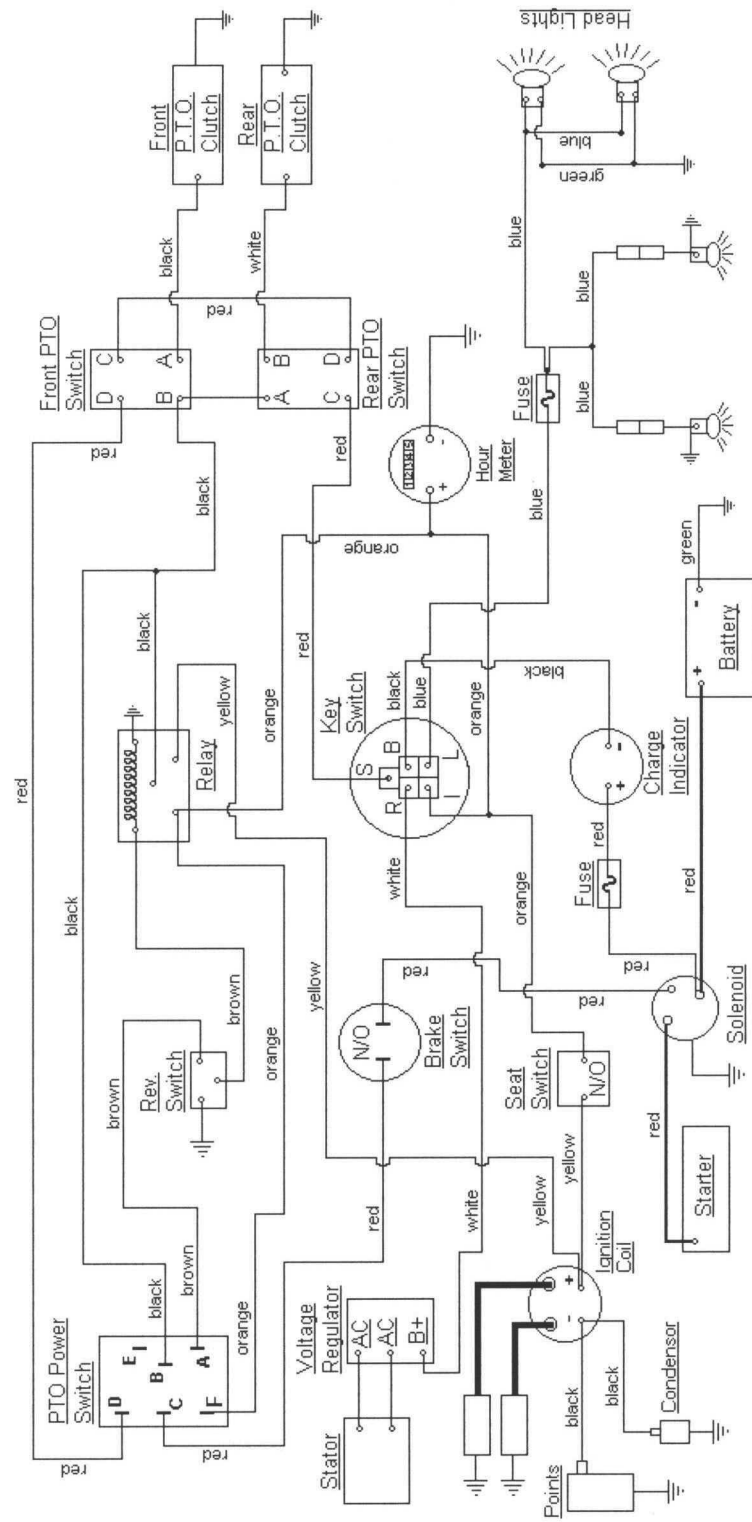 PTO Power
Switch
D
E
B
C
A
F
red
black
brown
orange
red
brown
Rev.
Switch
brown
orange
black
red
Relay
black
yellow
orange
black
red
Front PTO
Switch
D
C
B
A
red
black
white
Front
P.T.O.
Clutch
Rear
P.T.O.
Clutch
A
B
C
D
Rear PTO
Switch
red
orange
red
Voltage
Regulator
AC
AC
B+
Stator
white
red
N/O
Brake
Switch
red
yellow
white
Key
Switch
S
R
B
I
L
black
blue
orange
+
-
Hour
Meter
yellow
yellow
Seat
Switch
N/O
orange
-
+
Ignition
Coil
black
black
Points
Condensor
Starter
red
red
Solenoid
red
Fuse
red
+
-
Charge
Indicator
black
red
+
-
Battery
green
blue
Fuse
blue
blue
blue
green
blue
Head Lights